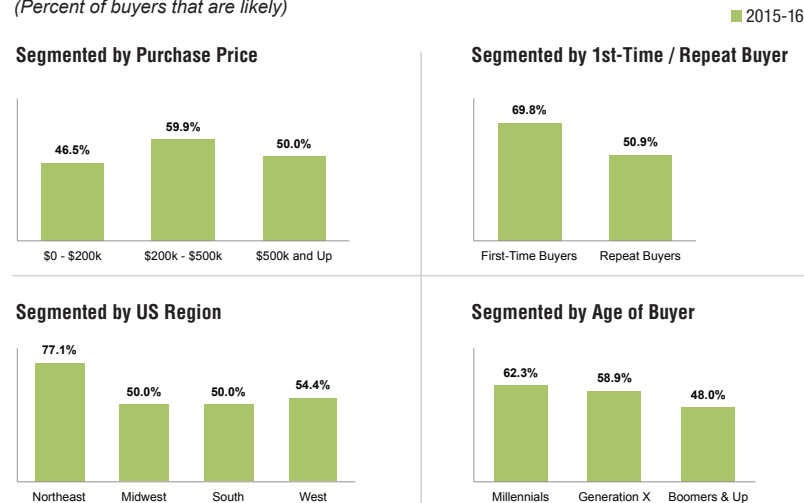 (Percent of buyers that are likely)
2015-16
Segmented by Purchase Price
46.5%
59.9%
50.0%
$0 - $200k
$200k - $500k
$500k and Up
Segmented by 1st-Time / Repeat Buyer
69.8%
50.9%
First-Time Buyers
Repeat Buyers
Segmented by US Region
77.1%
50.0%
50.0%
54.4%
Northeast
Midwest
South
West
Segmented by Age of Buyer
62.3%
58.9%
48.0%
Millennials
Generation X
Boomers & Up